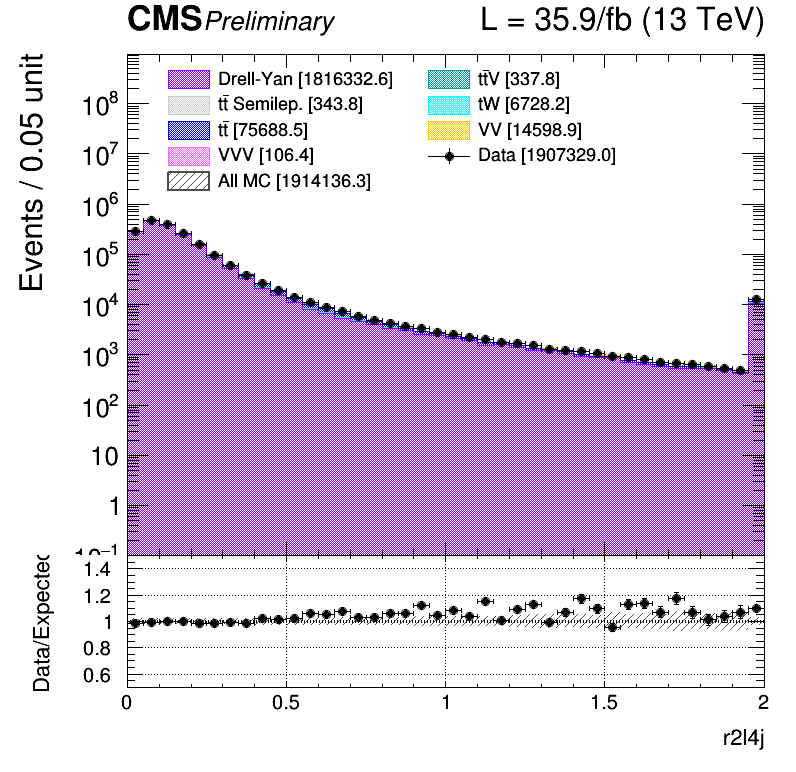 CMS Preliminary L = 35.9/fb (13 TeV)
Events / 0.05 unit
Drell-Yan [1816332.6]
tt̄ Semilep. [343.8]
tt̄ [75688.5]
VVV [106.4]
All MC [1914136.3]
tt̄V [337.8]
tW [6728.2]
VV [14598.9]
Data [1907329.0]
10⁸
10⁷
10⁶
10⁵
10⁴
10³
10²
10
1
10⁻¹
Data/Expected
1.4
1.2
1
0.8
0.6
0 0.5 1 1.5 2
r2l4j